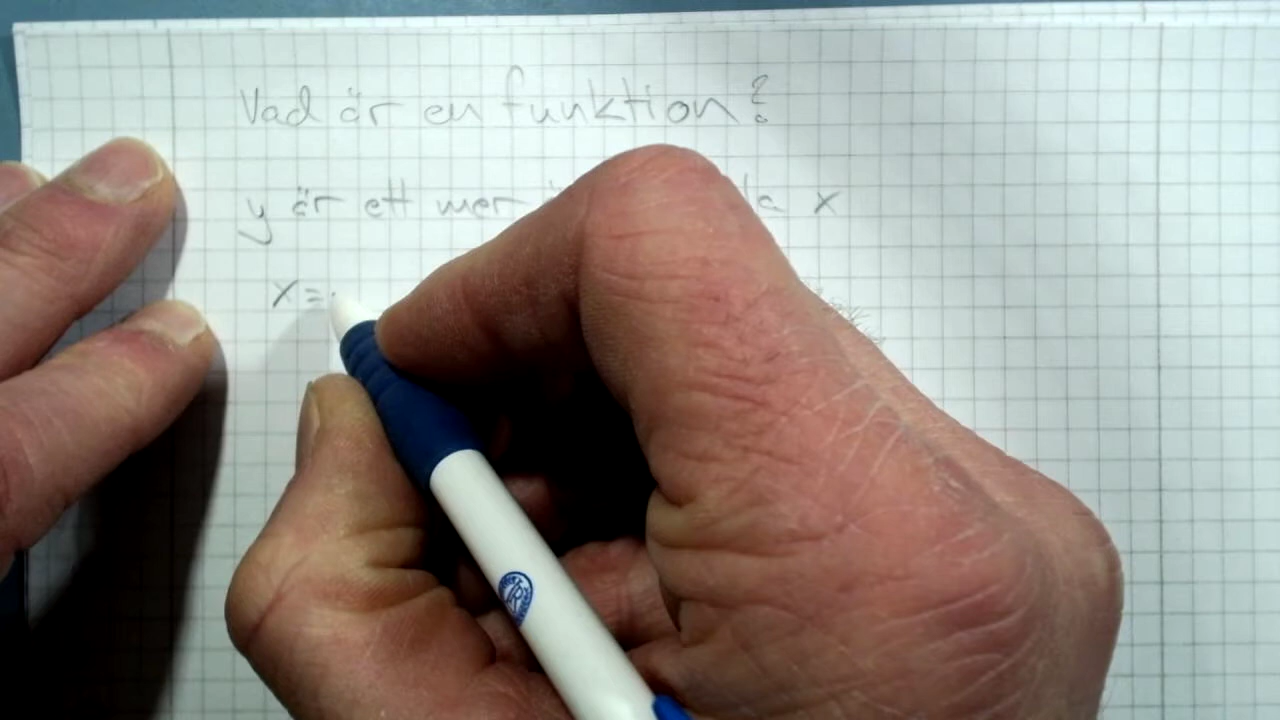 Vad är en funktion?
y är ett mer x
x=